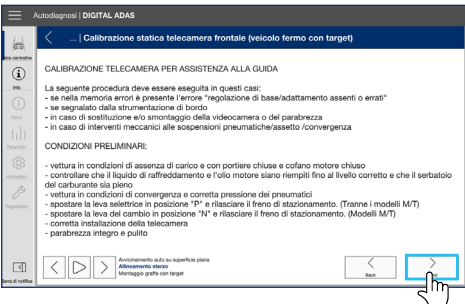 Autodiagnosi | DIGITAL ADAS
... | Calibrazione statica telecamera frontale (veicolo fermo con target)
Info
CALIBRAZIONE TELECAMERA PER ASSISTENZA ALLA GUIDA
La seguente procedura deve essere eseguita in questi casi:
- se nella memoria errori è presente l'errore "regolazione di base/adattamento assenti o errati"
- se segnalato dalla strumentazione di bordo
- in caso di sostituzione e/o smontaggio della videocamera o del parabrezza
- in caso di interventi meccanici alle sospensioni pneumatiche/assetto /convergenza
CONDIZIONI PRELIMINARI:
- vettura in condizioni di assenza di carico e con portiere chiuse e cofano motore chiuso
- controllare che il liquido di raffreddamento e l'olio motore siano riempiti fino al livello corretto e che il serbatoio
del carburante sia pieno
- vettura in condizioni di convergenza e corretta pressione dei pneumatici
- spostare la leva selettrice in posizione "P" e rilasciare il freno di stazionamento. (Tranne i modelli M/T)
- spostare la leva del cambio in posizione "N" e rilasciare il freno di stazionamento. (Modelli M/T)
- corretta installazione della telecamera
- parabrezza integro e pulito
Avvicinamento auto su superficie piana
Allineamento sterzo
Montaggio graffe con target
Back